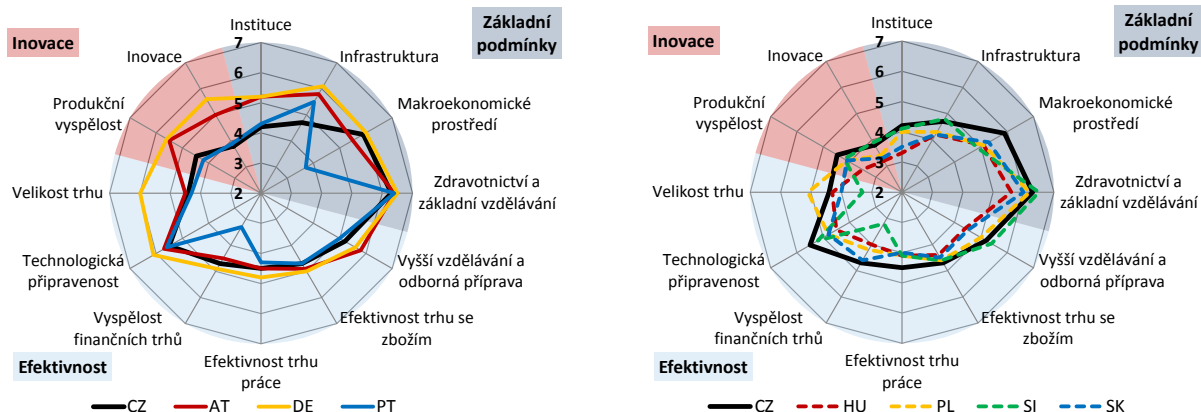 Instituce
Základní
podmínky
Inovace
Inovace
Infrastruktura
Produkční
vyspělost
Makroekonomické
prostředí
Velikost trhu
Zdravotnictví a
základní vzdělávání
Technologická
připravenost
Vyšší vzdělávání a
odborná příprava
Vyspělost
finančních trhů
Efektivnost trhu se
zbožím
Efektivnost trhu
práce
Efektivnost
7
6
5
4
3
2
CZ
AT
DE
PT
Instituce
Základní
podmínky
Inovace
Inovace
Infrastruktura
Produkční
vyspělost
Makroekonomické
prostředí
Velikost trhu
Zdravotnictví a
základní vzdělávání
Technologická
připravenost
Vyšší vzdělávání a
odborná příprava
Vyspělost
finančních trhů
Efektivnost trhu se
zbožím
Efektivnost trhu
práce
Efektivnost
7
6
5
4
3
2
CZ
HU
PL
SI
SK